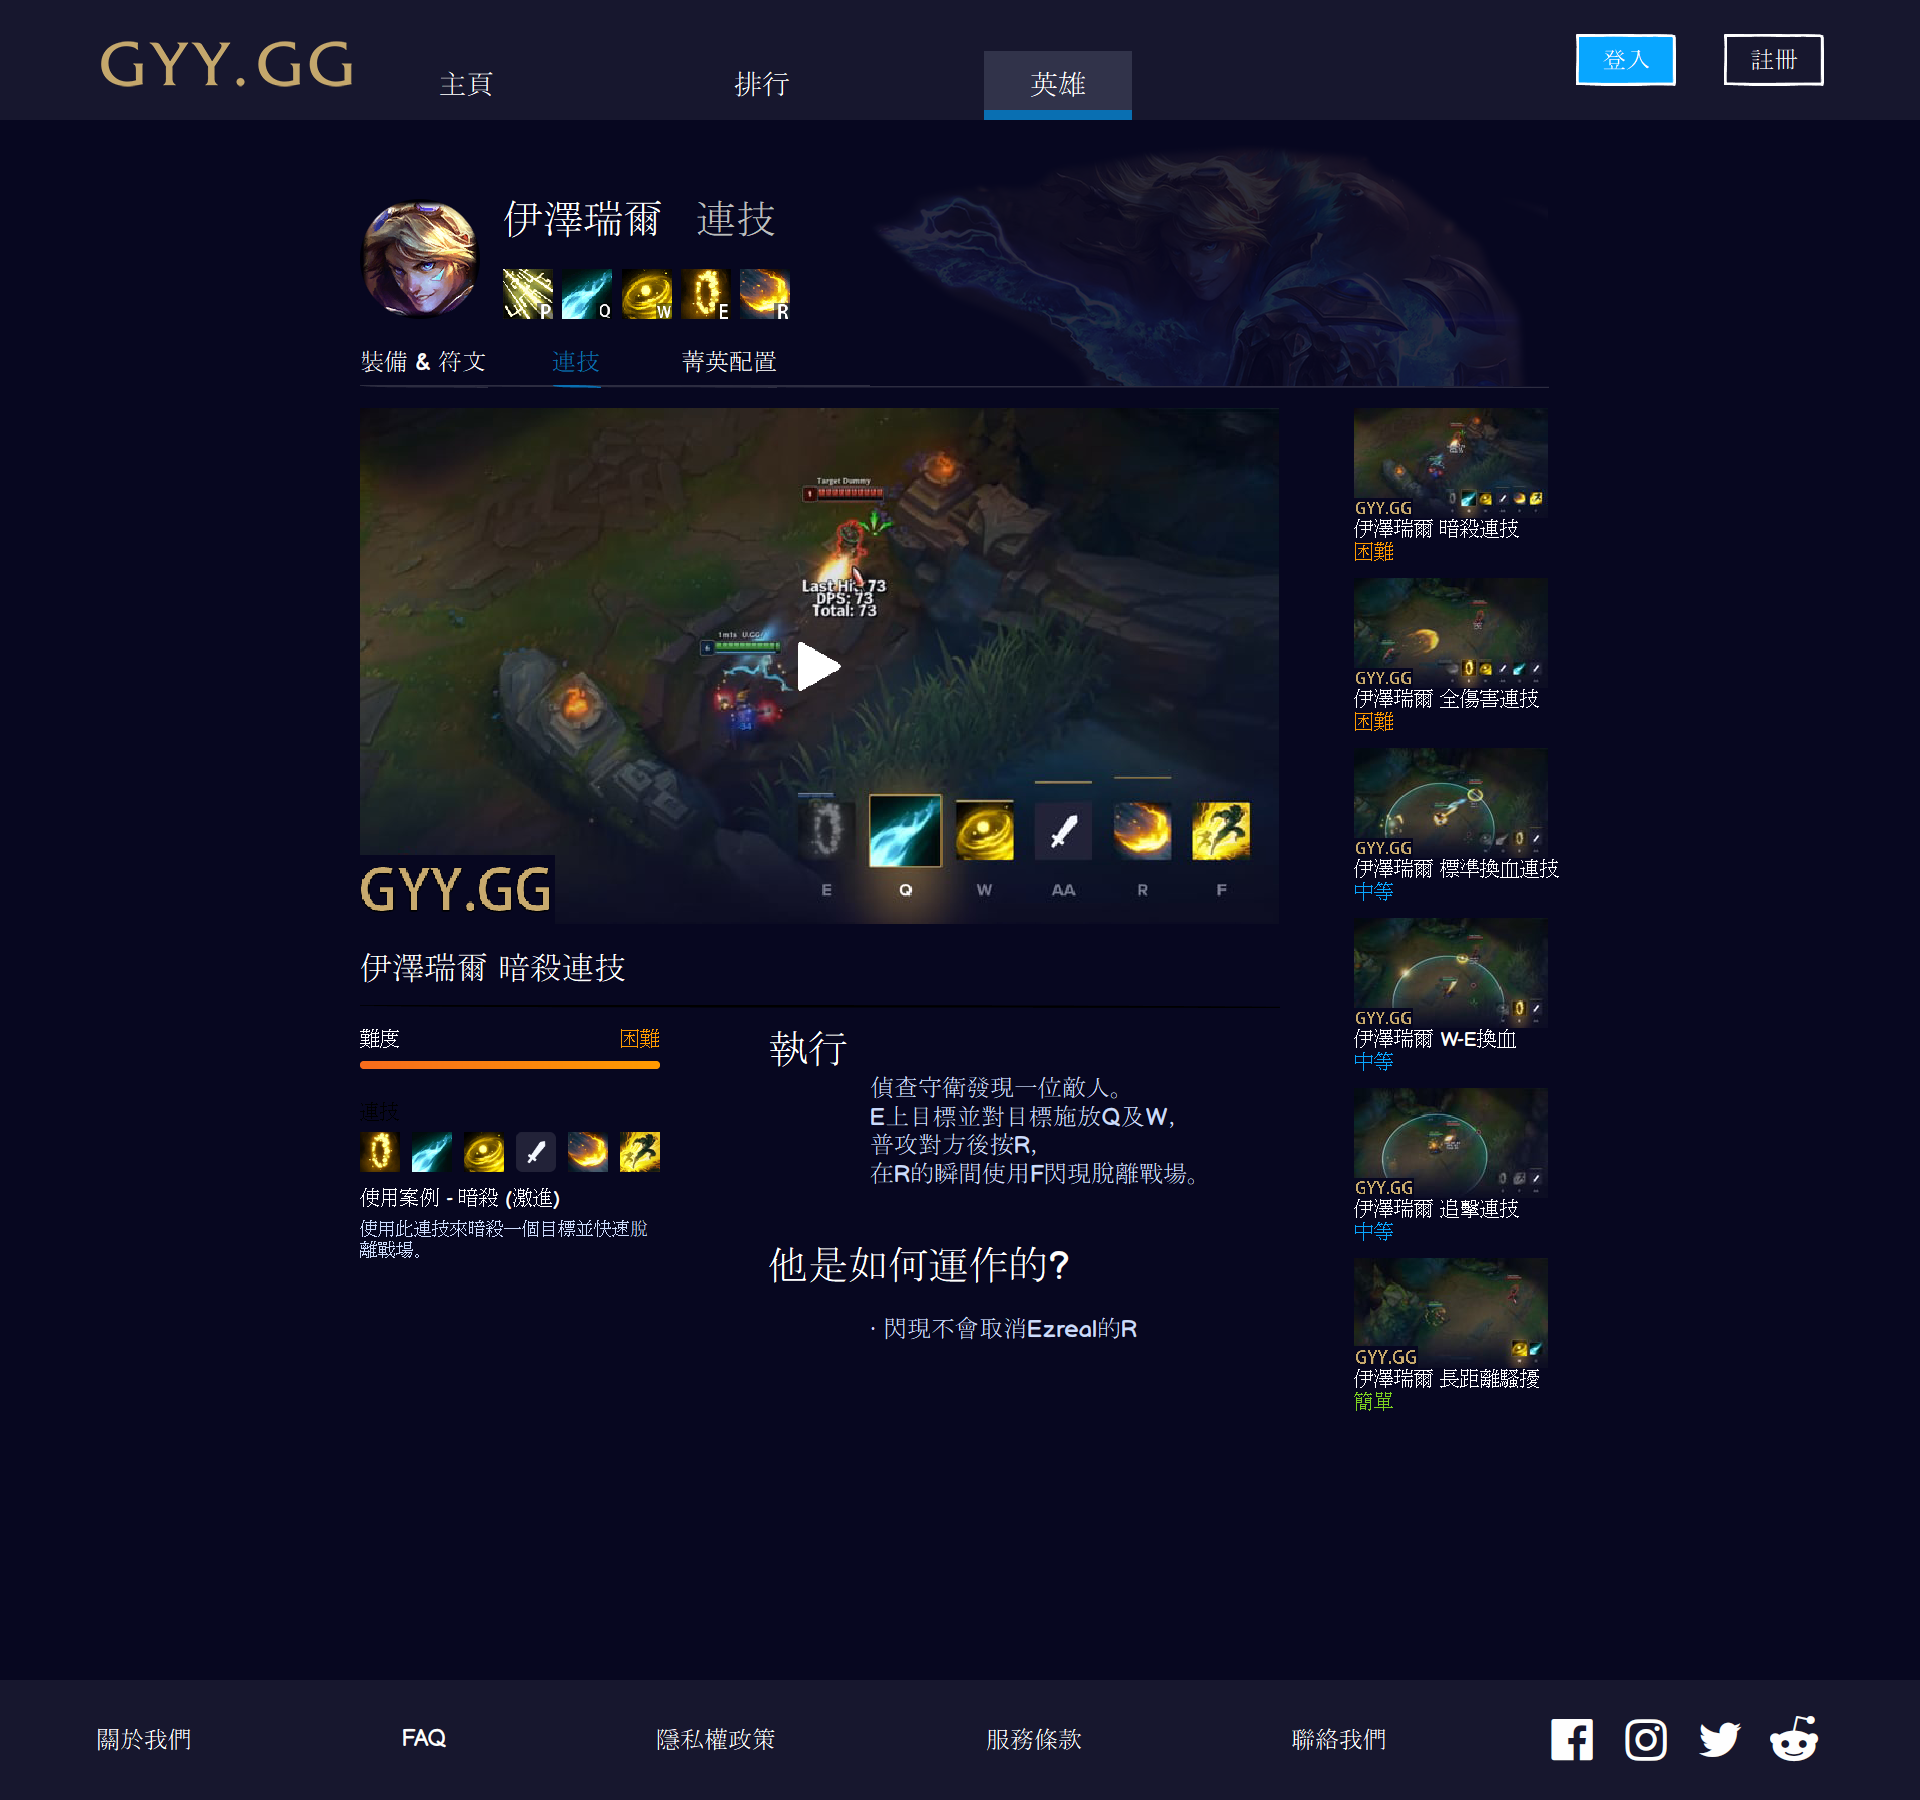 GYY.GG
主頁
排行
英雄
登入
註冊
伊澤瑞爾 連技
P Q W E R
裝備 & 符文
連技
菁英配置
Target Dummy
1
Last Hit: 73
DPS: 73
Total: 73
6
E Q W AA R F
GYY.GG
伊澤瑞爾 暗殺連技
難度 困難
連技
使用案例 - 暗殺 (激進)
使用此連技來暗殺一個目標並快速脫
離戰場。
執行
偵查守衛發現一位敵人。
E上目標並對目標施放Q及W,
普攻對方後按R,
在R的瞬間使用F閃現脫離戰場。
他是如何運作的?
· 閃現不會取消Ezreal的R
GYY.GG
伊澤瑞爾 暗殺連技
困難
GYY.GG
伊澤瑞爾 全傷害連技
困難
GYY.GG
伊澤瑞爾 標準換血連技
中等
GYY.GG
伊澤瑞爾 W-E換血
中等
GYY.GG
伊澤瑞爾 追擊連技
中等
GYY.GG
伊澤瑞爾 長距離騷擾
簡單
關於我們
FAQ
隱私權政策
服務條款
聯絡我們